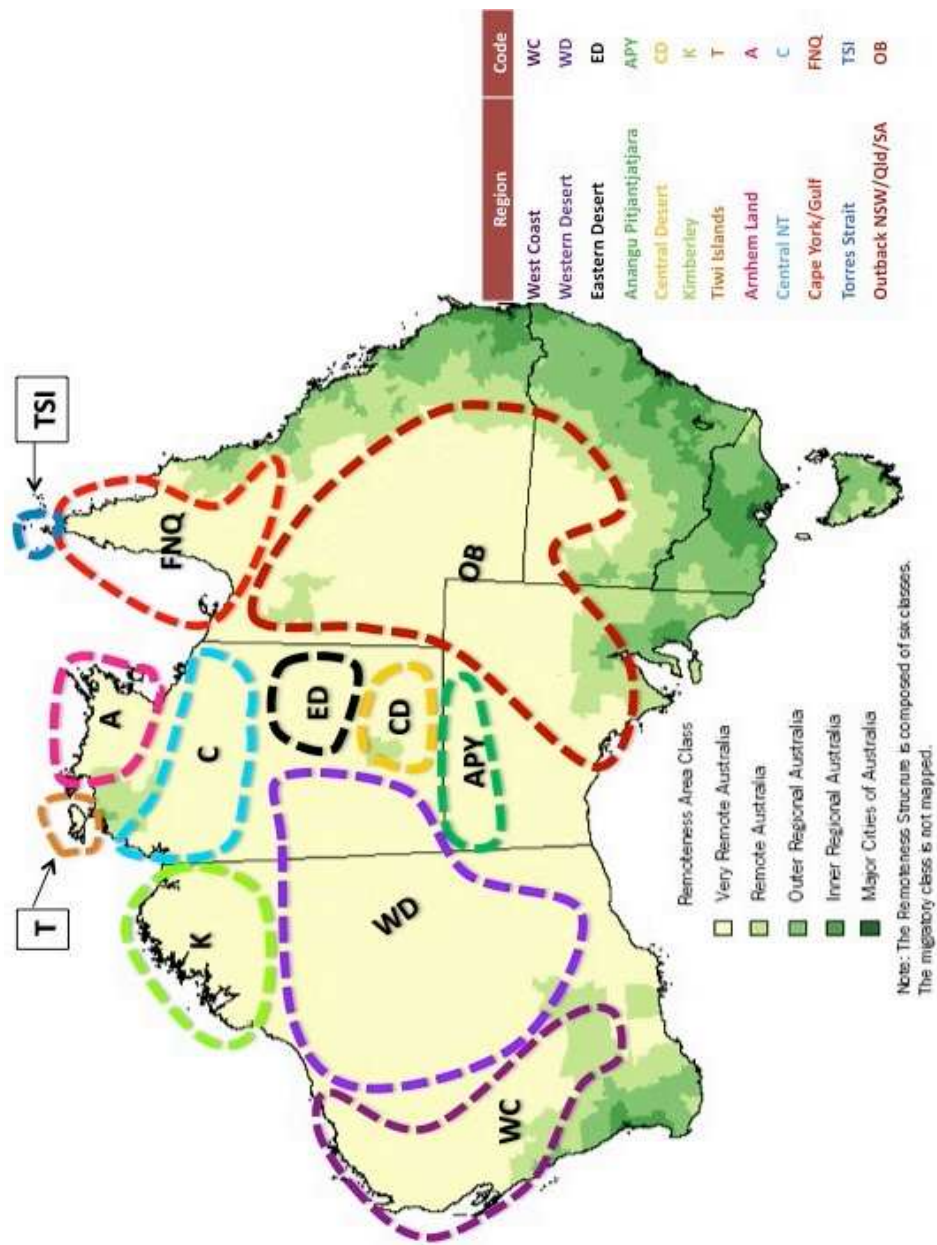 TSI
T
A
FNQ
K
C
ED
CD
WD
OB
APY
WC
Region Code
West Coast WC
Western Desert WD
Eastern Desert ED
Anangu Pitjantjatjara APY
Central Desert CD
Kimberley K
Tiwi Islands T
Arnhem Land A
Central NT C
Cape York/Gulf FNQ
Torres Strait TSI
Outback NSW/Qld/SA OB
Remoteness Area Class
Very Remote Australia
Remote Australia
Outer Regional Australia
Inner Regional Australia
Major Cities of Australia
Note: The Remoteness Structure is composed of six classes.
The migratory class is not mapped.